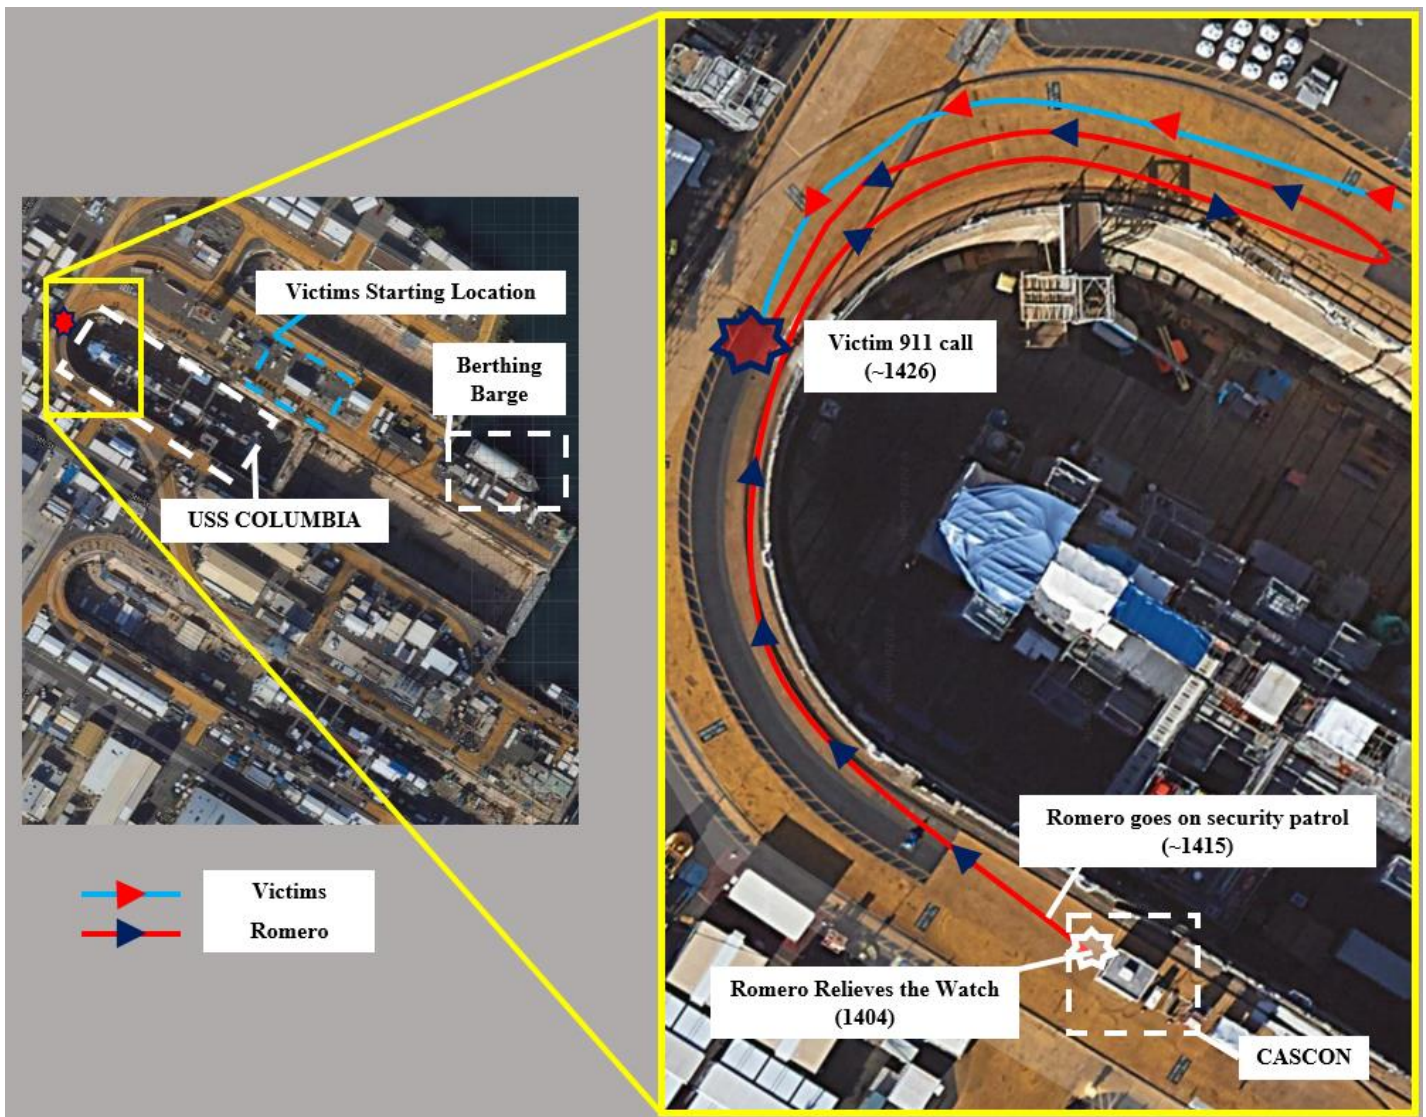 Victims Starting Location
Berthing
Barge
USS COLUMBIA
Victims
Romero
Victim 911 call
(~1426)
Romero goes on security patrol
(~1415)
Romero Relieves the Watch
(1404)
CASCON